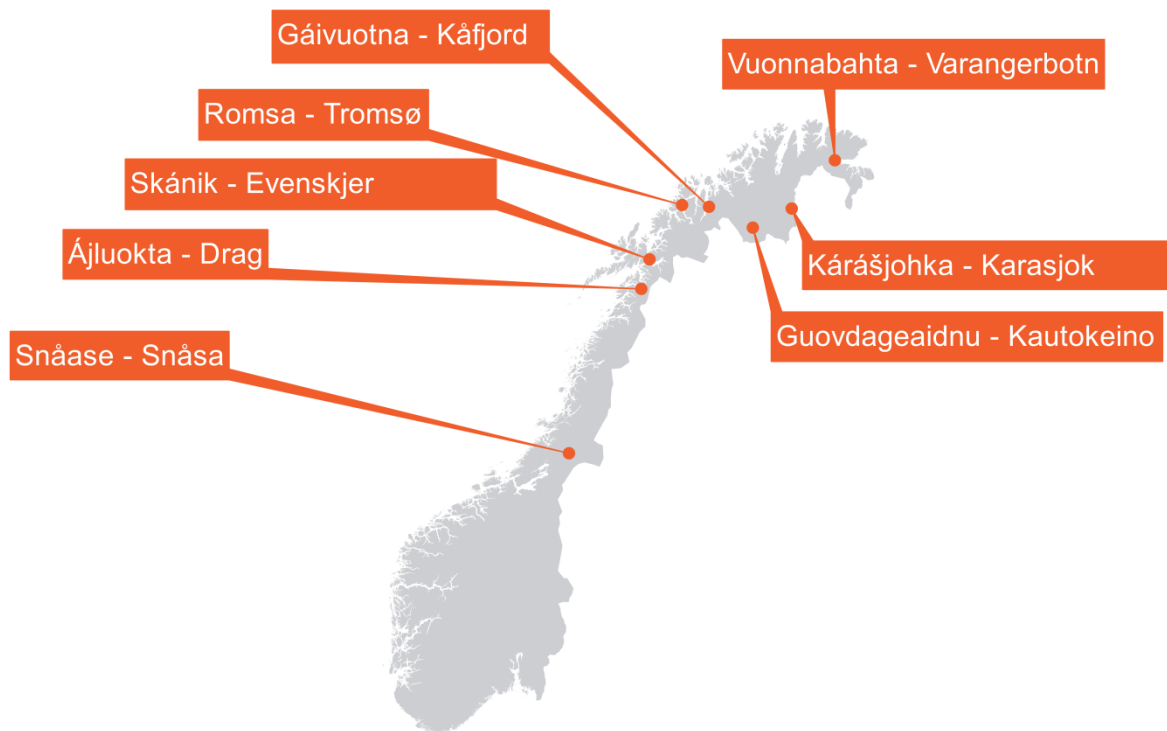 Gáivuotna - Kåfjord
Vuonnabahta - Varangerbotn
Romsa - Tromsø
Skánik - Evenskjer
Ájluokta - Drag
Kárášjohka - Karasjok
Guovdageaidnu - Kautokeino
Snåase - Snåsa